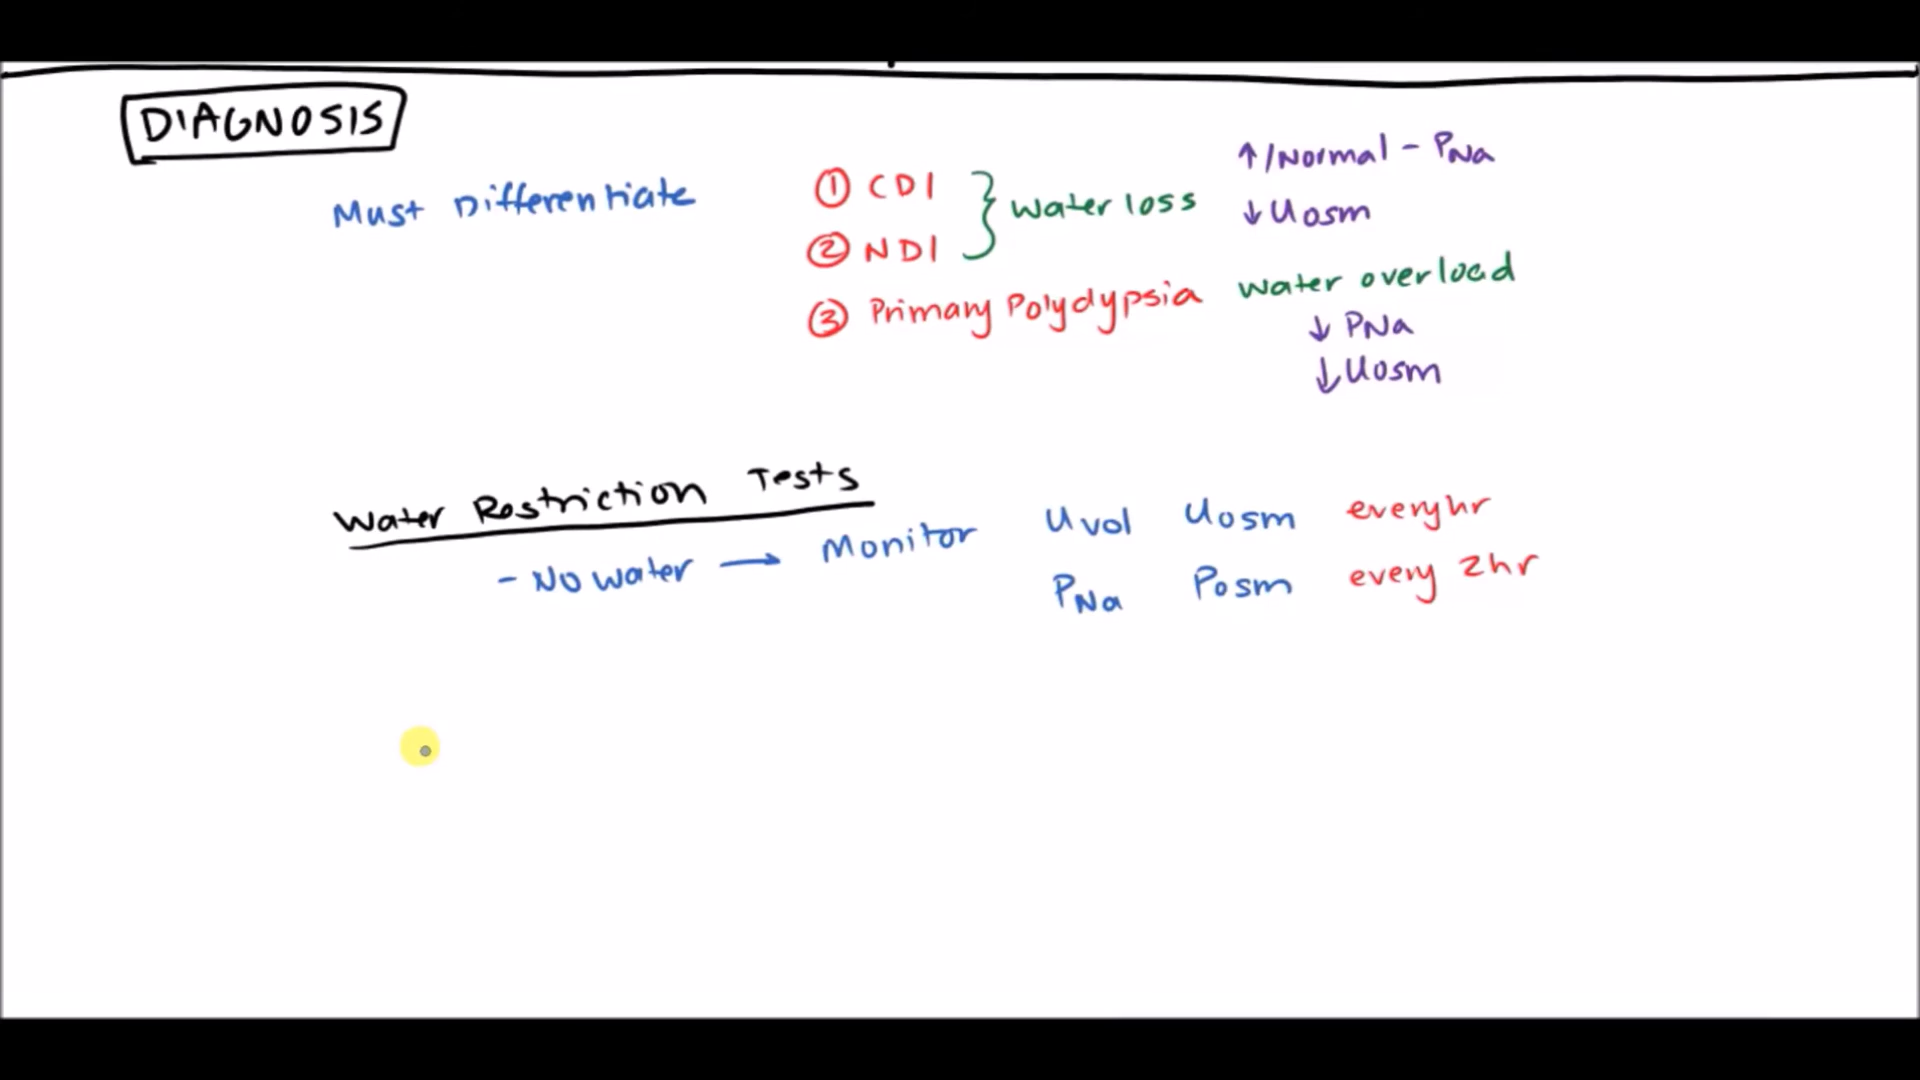 DIAGNOSIS
Must Differentiate
① CDI
② NDI
} water loss
↑/Normal - PNa
↓ Uosm
③ Primary Polydypsia
water overload
↓ PNa
↓ Uosm
Water Restriction Tests
- No water → Monitor
Uvol Uosm every hr
PNa Posm every 2hr